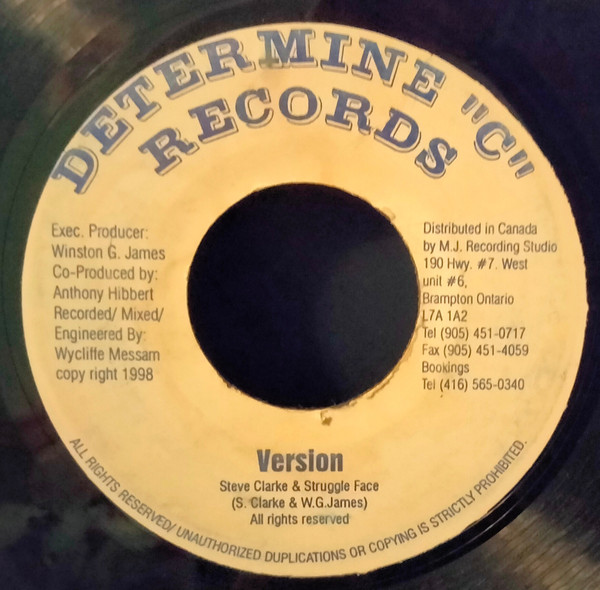 DETERMINE "C"
RECORDS
Exec. Producer:
Winston G. James
Co-Produced by:
Anthony Hibbert
Recorded/ Mixed/
Engineered By:
Wycliffe Messam
copy right 1998
Distributed in Canada
by M.J. Recording Studio
190 Hwy. #7. West
unit #6,
Brampton Ontario
L7A 1A2
Tel (905) 451-0717
Fax (905) 451-4059
Bookings
Tel (416) 565-0340
Version
Steve Clarke & Struggle Face
(S. Clarke & W.G.James)
All rights reserved
ALL RIGHTS RESERVED/ UNAUTHORIZED DUPLICATIONS OR COPYING IS STRICTLY PROHIBITED.